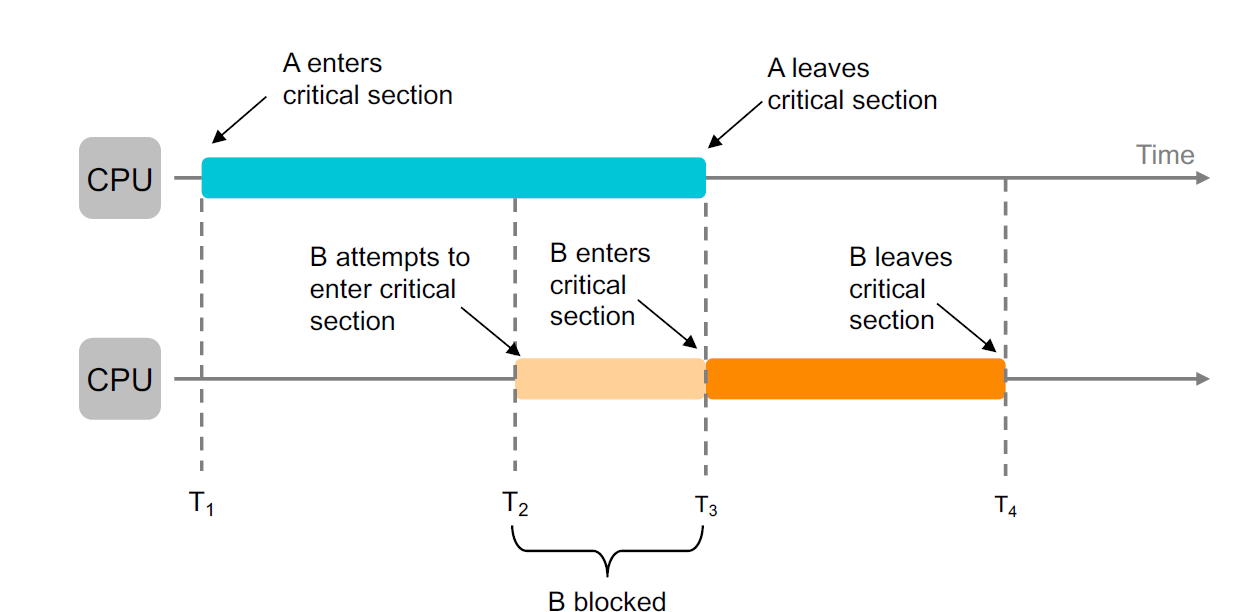 A enters
critical section
A leaves
critical section
Time
CPU
B attempts to
enter critical
section
B enters
critical
section
B leaves
critical
section
CPU
T1
T2
T3
T4
B blocked